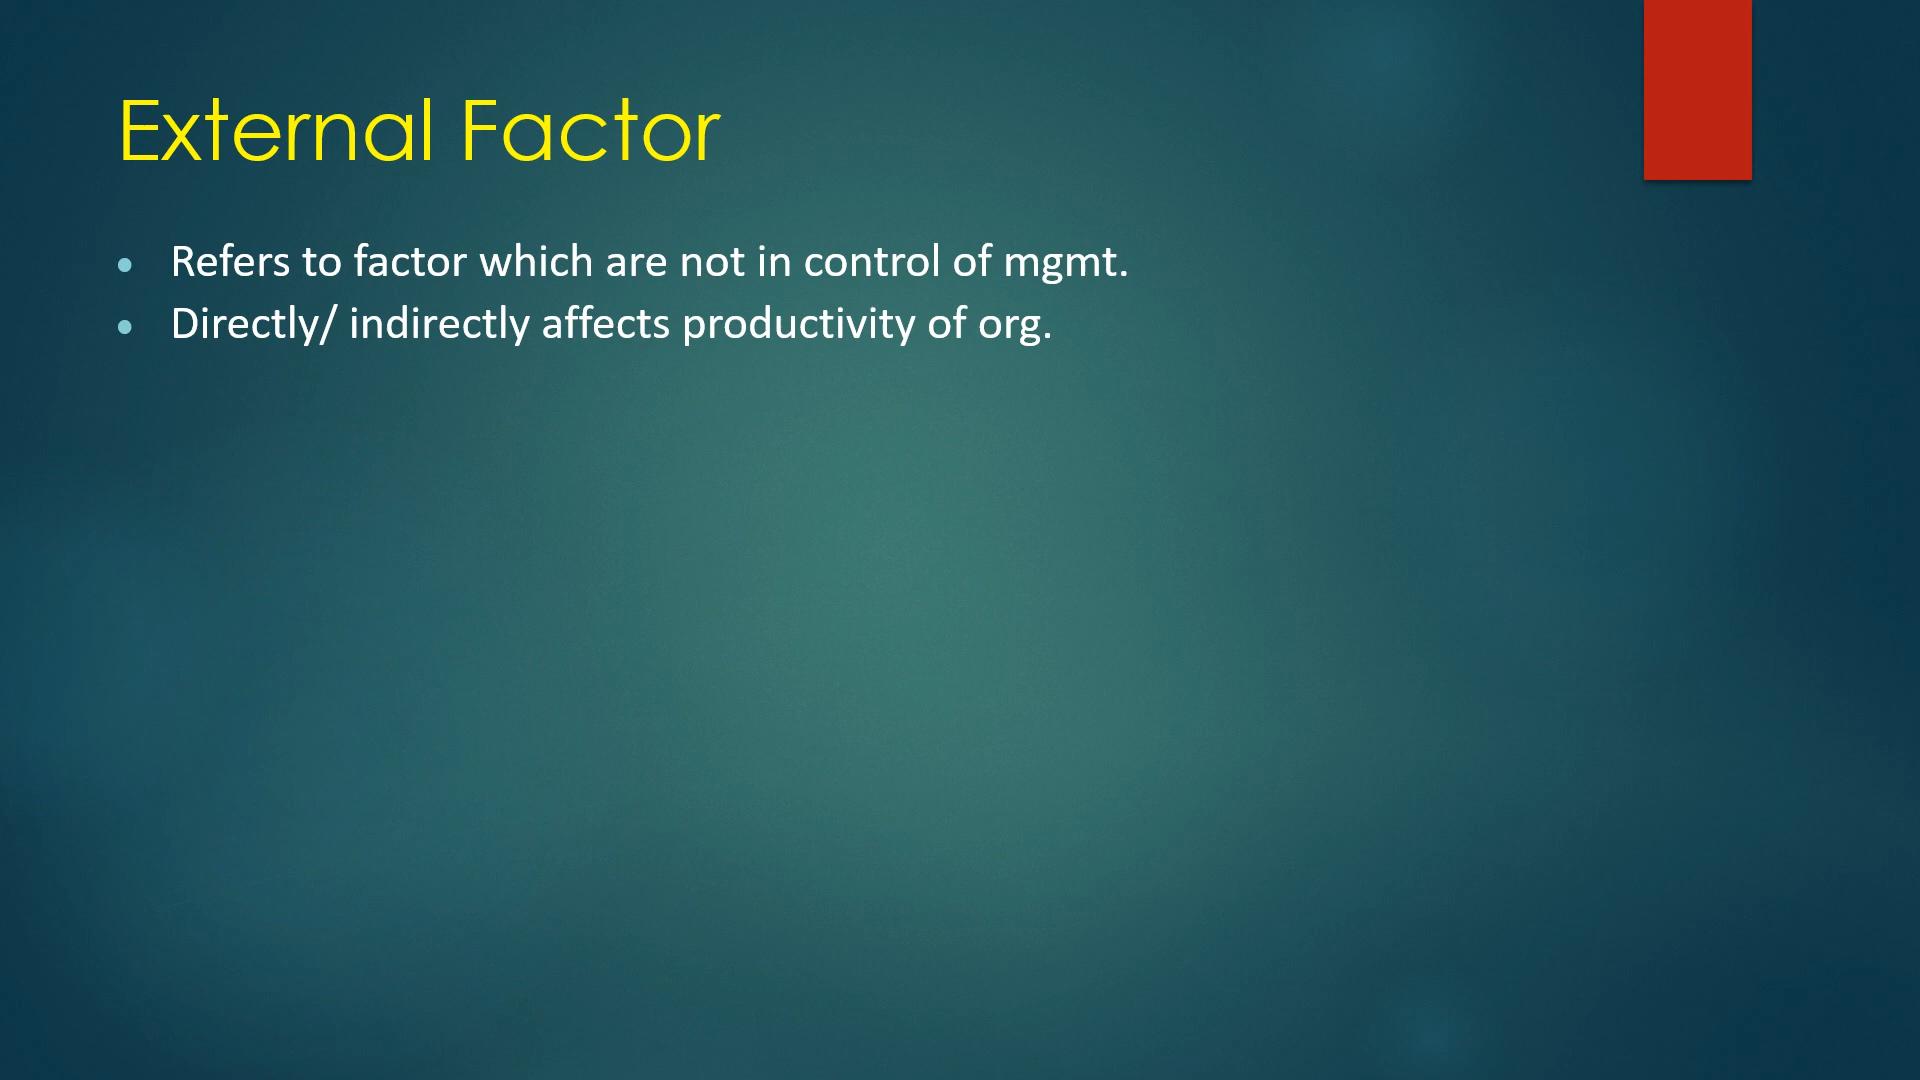 External Factor
• Refers to factor which are not in control of mgmt.
• Directly/ indirectly affects productivity of org.